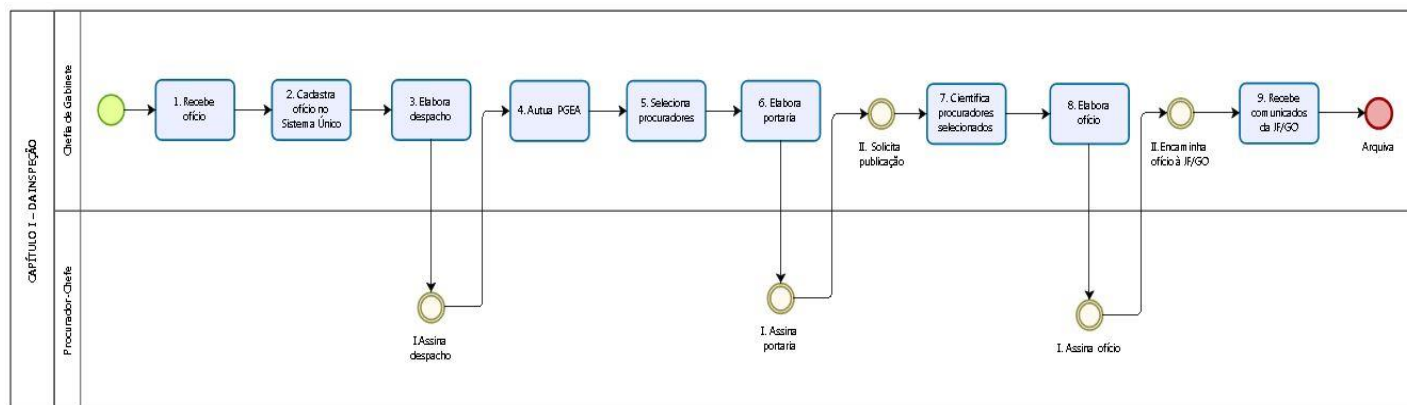 CAPÍTULO I – DA INSPEÇÃO
Chefia de Gabinete
1. Recebe
ofício
2. Cadastra
ofício no
Sistema Único
3. Elabora
despacho
4. Autua PGEA
5. Seleciona
procuradores
6. Elabora
portaria
II. Solicita
publicação
7. Cientifica
procuradores
selecionados
8. Elabora
ofício
II. Encaminha
ofício à JF/GO
9. Recebe
comunicados
da JF/GO
Arquiva
Procurador-Chefe
I Assina
despacho
I. Assina
portaria
I. Assina ofício